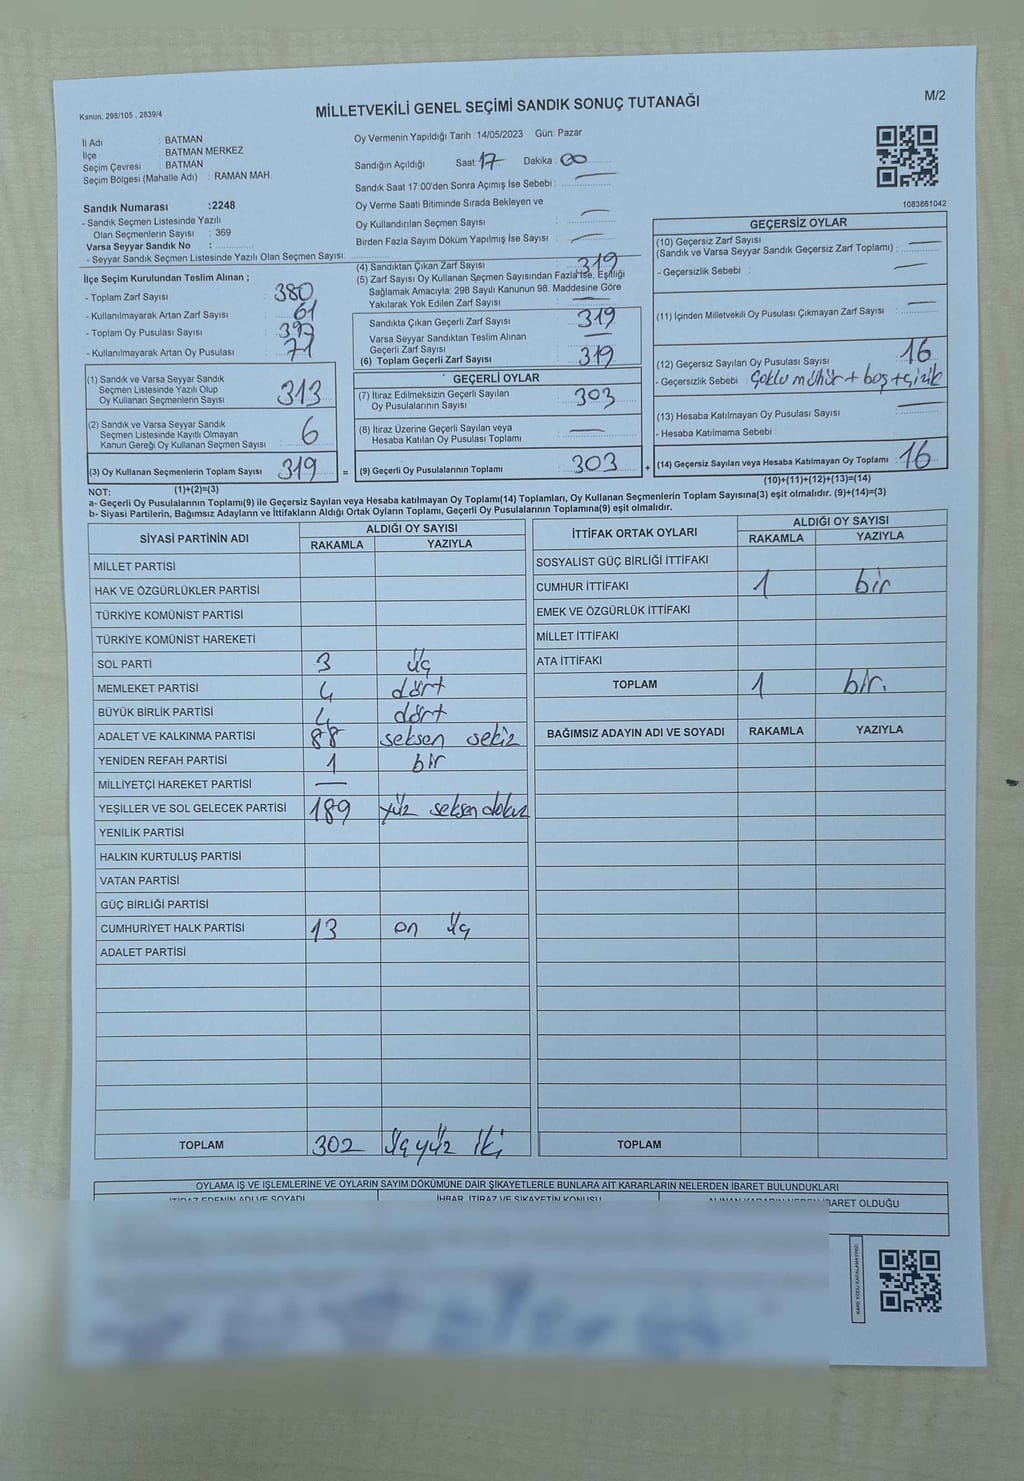 M/2
Kanun, 298/105 , 2839/4
MİLLETVEKİLİ GENEL SEÇİMİ SANDIK SONUÇ TUTANAĞI
İl Adı : BATMAN
İlçe : BATMAN MERKEZ
Seçim Çevresi : BATMAN
Seçim Bölgesi (Mahalle Adı) : RAMAN MAH.
Oy Vermenin Yapıldığı Tarih : 14/05/2023 Gün: Pazar
Sandığın Açıldığı Saat 17 Dakika : 00
Sandık Saat 17:00'den Sonra Açımış İse Sebebi : —
Oy Verme Saati Bitiminde Sırada Bekleyen ve
Oy Kullandırılan Seçmen Sayısı : —
Birden Fazla Sayım Döküm Yapılmış İse Sayısı : —
1083861042
Sandık Numarası :2248
- Sandık Seçmen Listesinde Yazılı
Olan Seçmenlerin Sayısı : 369
Varsa Seyyar Sandık No :
- Seyyar Sandık Seçmen Listesinde Yazılı Olan Seçmen Sayısı:
İlçe Seçim Kurulundan Teslim Alınan ;
- Toplam Zarf Sayısı : 380
- Kullanılmayarak Artan Zarf Sayısı : 61
- Toplam Oy Pusulası Sayısı : 397
- Kullanılmayarak Artan Oy Pusulası : 71
(1) Sandık ve Varsa Seyyar Sandık
Seçmen Listesinde Yazılı Olup
Oy Kullanan Seçmenlerin Sayısı : 313
(2) Sandık ve Varsa Seyyar Sandık
Seçmen Listesinde Kayıtlı Olmayan
Kanun Gereği Oy Kullanan Seçmen Sayısı : 6
(3) Oy Kullanan Seçmenlerin Toplam Sayısı : 319 =
(4) Sandıktan Çıkan Zarf Sayısı : 319
(5) Zarf Sayısı Oy Kullanan Seçmen Sayısından Fazla İse, Eşitliği
Sağlamak Amacıyla; 298 Sayılı Kanunun 98. Maddesine Göre
Yakılarak Yok Edilen Zarf Sayısı : —
Sandıkta Çıkan Geçerli Zarf Sayısı : 319
Varsa Seyyar Sandıktan Teslim Alınan
Geçerli Zarf Sayısı : —
(6) Toplam Geçerli Zarf Sayısı : 319
GEÇERLİ OYLAR
(7) İtiraz Edilmeksizin Geçerli Sayılan
Oy Pusulalarının Sayısı : 303
(8) İtiraz Üzerine Geçerli Sayılan veya
Hesaba Katılan Oy Pusulası Toplamı : —
(9) Geçerli Oy Pusulalarının Toplamı : 303 +
GEÇERSİZ OYLAR
(10) Geçersiz Zarf Sayısı
(Sandık ve Varsa Seyyar Sandık Geçersiz Zarf Toplamı) : —
- Geçersizlik Sebebi : —
(11) İçinden Milletvekili Oy Pusulası Çıkmayan Zarf Sayısı : —
(12) Geçersiz Sayılan Oy Pusulası Sayısı : 16
- Geçersizlik Sebebi : Çoklu mühür + boş + çizik
(13) Hesaba Katılmayan Oy Pusulası Sayısı : —
- Hesaba Katılmama Sebebi :
(14) Geçersiz Sayılan veya Hesaba Katılmayan Oy Toplamı : 16
NOT: (1)+(2)=(3)
(10)+(11)+(12)+(13)=(14)
a- Geçerli Oy Pusulalarının Toplamı(9) ile Geçersiz Sayılan veya Hesaba katılmayan Oy Toplamı(14) Toplamları, Oy Kullanan Seçmenlerin Toplam Sayısına(3) eşit olmalıdır. (9)+(14)=(3)
b- Siyasi Partilerin, Bağımsız Adayların ve İttifakların Aldığı Ortak Oyların Toplamı, Geçerli Oy Pusulalarının Toplamına(9) eşit olmalıdır.
SİYASİ PARTİNİN ADI ALDIĞI OY SAYISI
RAKAMLA YAZIYLA
MİLLET PARTİSİ
HAK VE ÖZGÜRLÜKLER PARTİSİ
TÜRKİYE KOMÜNİST PARTİSİ
TÜRKİYE KOMÜNİST HAREKETİ
SOL PARTİ 3 üç
MEMLEKET PARTİSİ 4 dört
BÜYÜK BİRLİK PARTİSİ 4 dört
ADALET VE KALKINMA PARTİSİ 88 seksen sekiz
YENİDEN REFAH PARTİSİ 1 bir
MİLLİYETÇİ HAREKET PARTİSİ —
YEŞİLLER VE SOL GELECEK PARTİSİ 189 yüz seksen dokuz
YENİLİK PARTİSİ
HALKIN KURTULUŞ PARTİSİ
VATAN PARTİSİ
GÜÇ BİRLİĞİ PARTİSİ
CUMHURİYET HALK PARTİSİ 13 on üç
ADALET PARTİSİ
TOPLAM 302 üç yüz iki
İTTİFAK ORTAK OYLARI ALDIĞI OY SAYISI
RAKAMLA YAZIYLA
SOSYALİST GÜÇ BİRLİĞİ İTTİFAKI
CUMHUR İTTİFAKI 1 bir
EMEK VE ÖZGÜRLÜK İTTİFAKI
MİLLET İTTİFAKI
ATA İTTİFAKI
TOPLAM 1 bir.
BAĞIMSIZ ADAYIN ADI VE SOYADI RAKAMLA YAZIYLA
TOPLAM
OYLAMA İŞ VE İŞLEMLERİNE VE OYLARIN SAYIM DÖKÜMÜNE DAİR ŞİKAYETLERLE BUNLARA AİT KARARLARIN NELERDEN İBARET BULUNDUKLARI
İTİRAZ EDENİN ADI VE SOYADI İHBAR, İTİRAZ VE ŞİKAYETİN KONUSU ALINAN KARARIN NEDEN İBARET OLDUĞU
KARE KODU KARALAMAYINIZ!